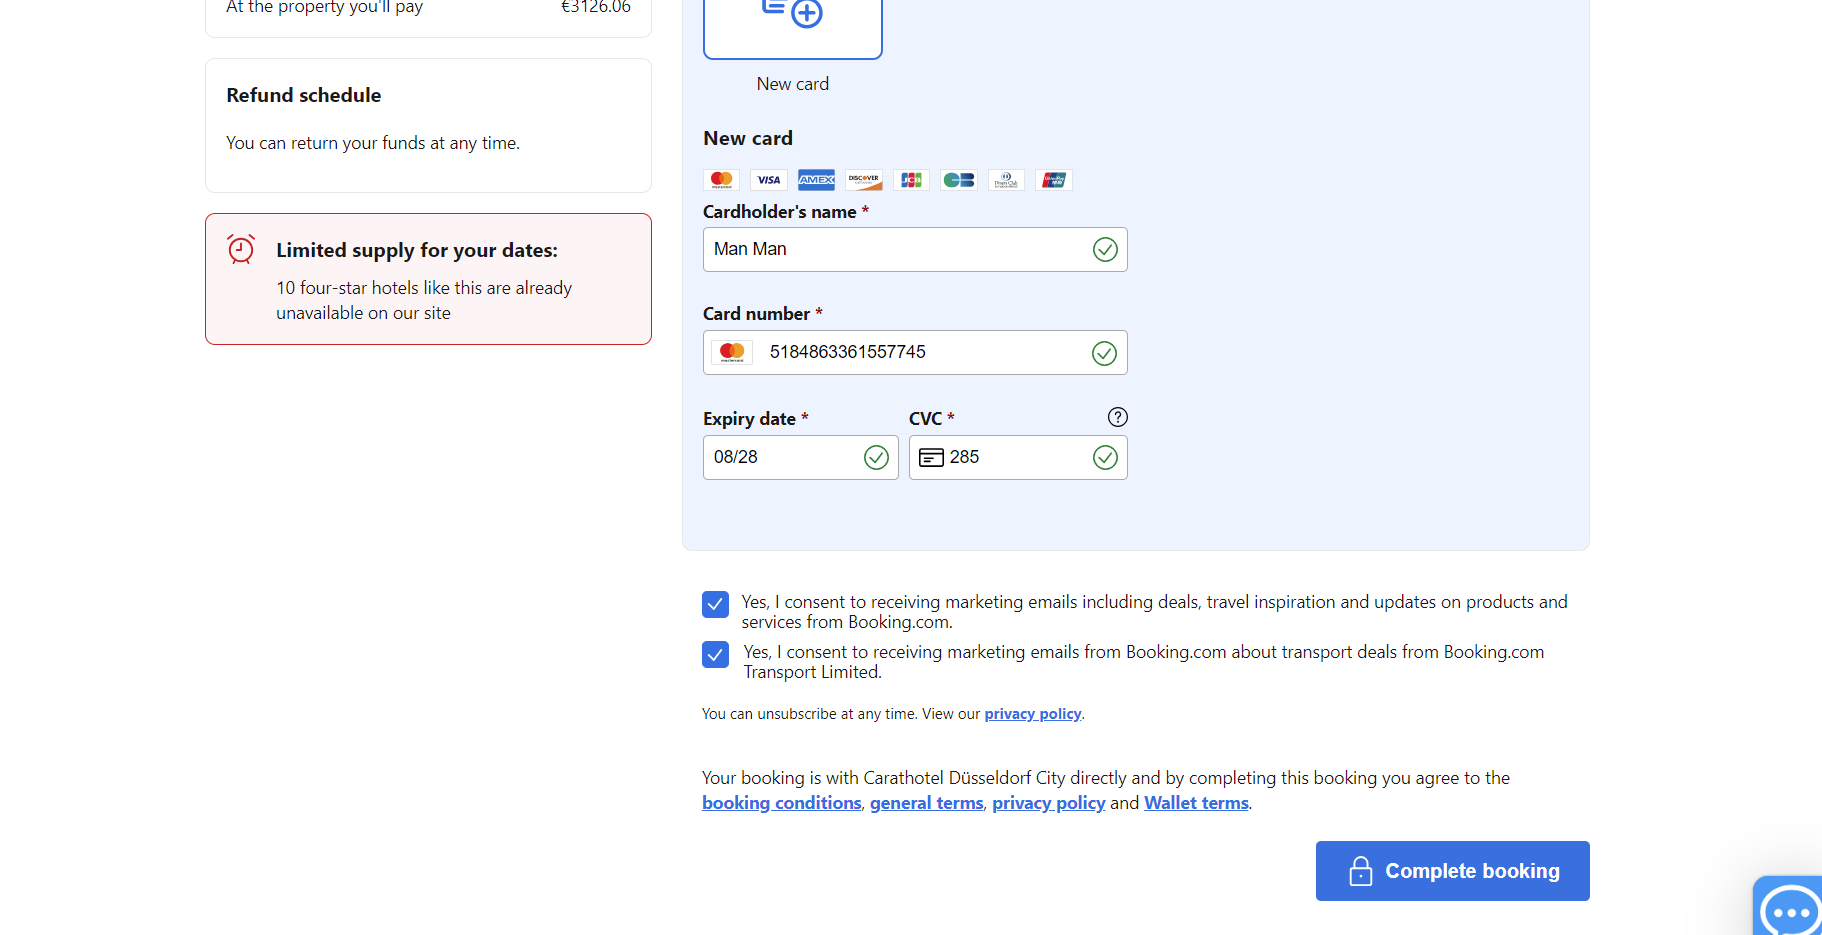 At the property you'll pay €3126.06
Refund schedule
You can return your funds at any time.
Limited supply for your dates:
10 four-star hotels like this are already
unavailable on our site
New card
New card
VISA AMEX DISCOVER JCB
Cardholder's name *
Man Man
Card number *
5184863361557745
Expiry date * CVC *
08/28 285
Yes, I consent to receiving marketing emails including deals, travel inspiration and updates on products and
services from Booking.com.
Yes, I consent to receiving marketing emails from Booking.com about transport deals from Booking.com
Transport Limited.
You can unsubscribe at any time. View our privacy policy.
Your booking is with Carathotel Düsseldorf City directly and by completing this booking you agree to the
booking conditions, general terms, privacy policy and Wallet terms.
Complete booking